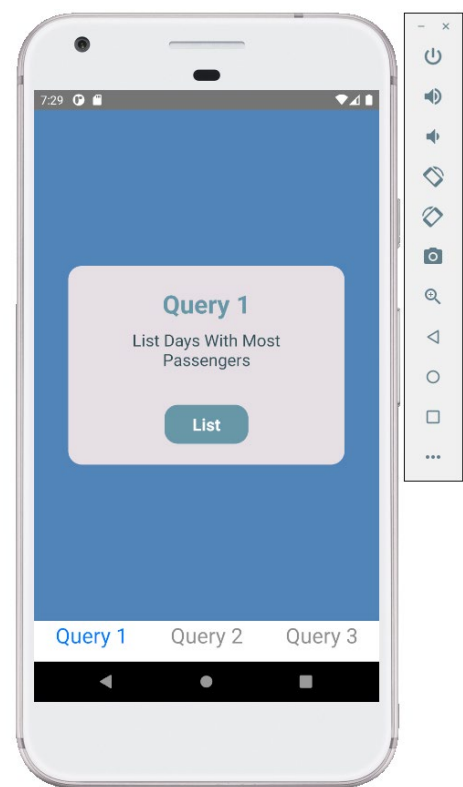 7:29
Query 1
List Days With Most
Passengers
List
Query 1 Query 2 Query 3